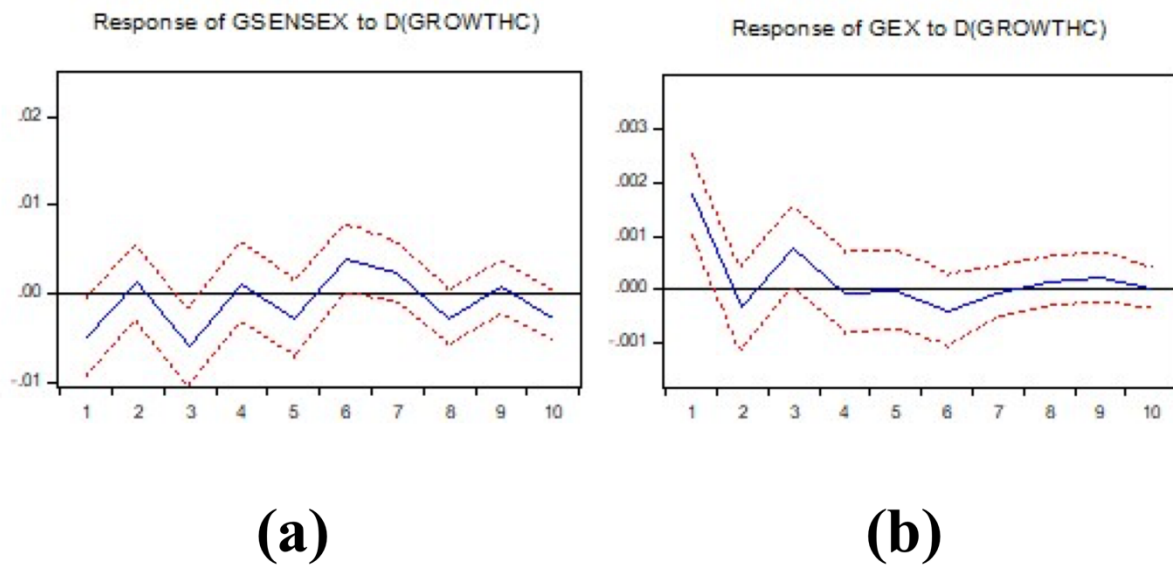 Response of GSENSEX to D(GROWTHC)
.02
.01
.00
-.01
1 2 3 4 5 6 7 8 9 10
(a)
Response of GEX to D(GROWTHC)
.003
.002
.001
.000
-.001
1 2 3 4 5 6 7 8 9 10
(b)